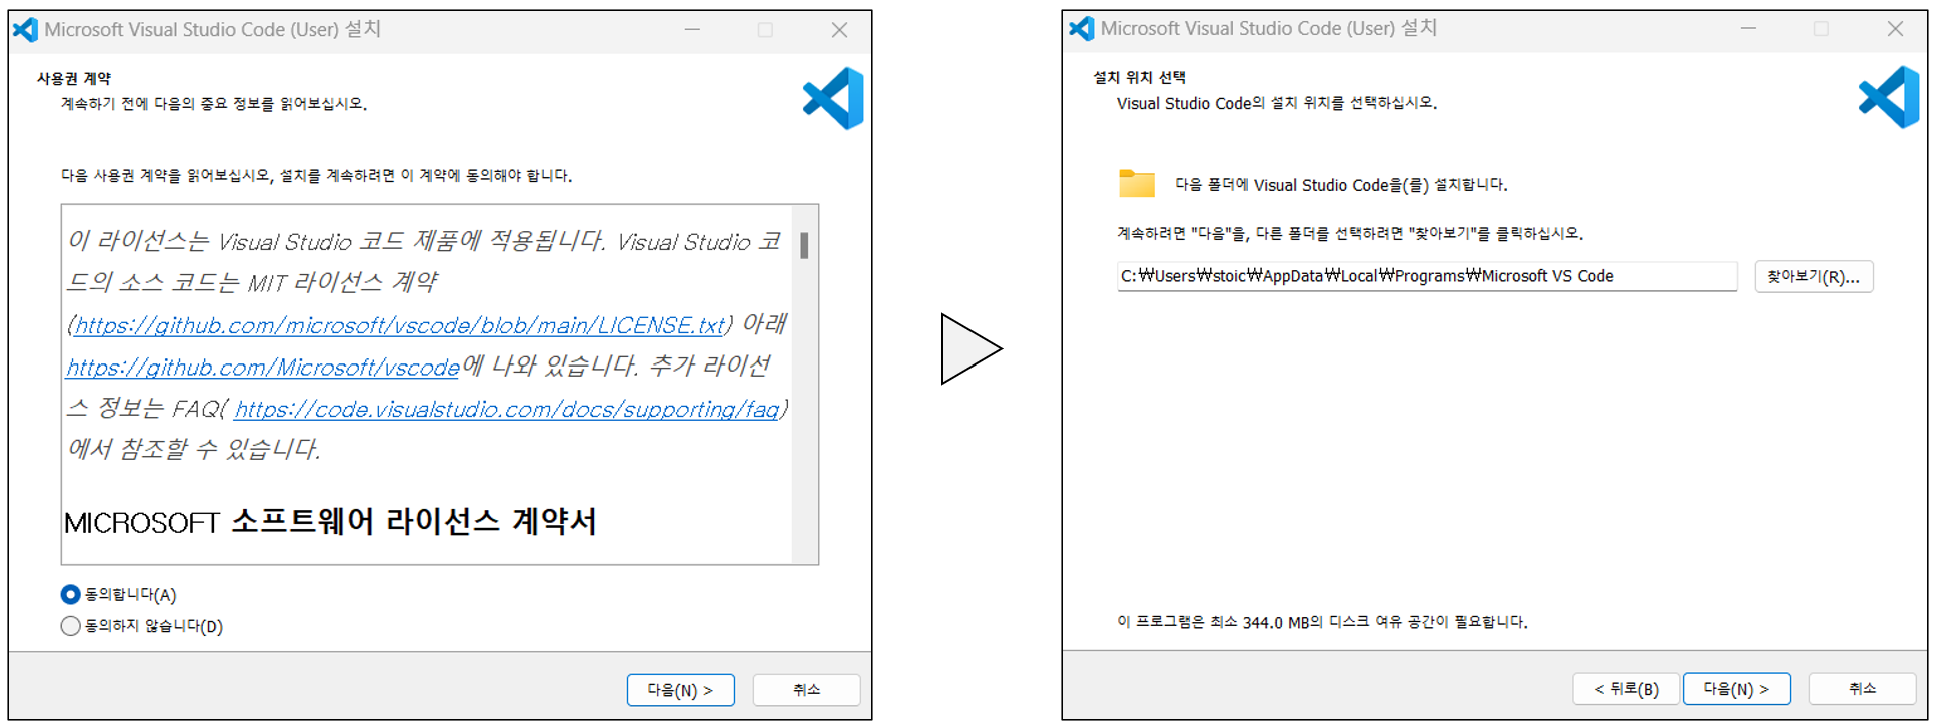 Microsoft Visual Studio Code (User) 설치
사용권 계약
계속하기 전에 다음의 중요 정보를 읽어보십시오.
다음 사용권 계약을 읽어보십시오, 설치를 계속하려면 이 계약에 동의해야 합니다.
이 라이선스는 Visual Studio 코드 제품에 적용됩니다. Visual Studio 코
드의 소스 코드는 MIT 라이선스 계약
(https://github.com/microsoft/vscode/blob/main/LICENSE.txt) 아래
https://github.com/Microsoft/vscode에 나와 있습니다. 추가 라이선
스 정보는 FAQ( https://code.visualstudio.com/docs/supporting/faq)
에서 참조할 수 있습니다.
MICROSOFT 소프트웨어 라이선스 계약서
동의합니다(A)
동의하지 않습니다(D)
다음(N) >
취소
Microsoft Visual Studio Code (User) 설치
설치 위치 선택
Visual Studio Code의 설치 위치를 선택하십시오.
다음 폴더에 Visual Studio Code을(를) 설치합니다.
계속하려면 "다음"을, 다른 폴더를 선택하려면 "찾아보기"를 클릭하십시오.
C:₩Users₩stoic₩AppData₩Local₩Programs₩Microsoft VS Code
찾아보기(R)...
이 프로그램은 최소 344.0 MB의 디스크 여유 공간이 필요합니다.
< 뒤로(B)
다음(N) >
취소